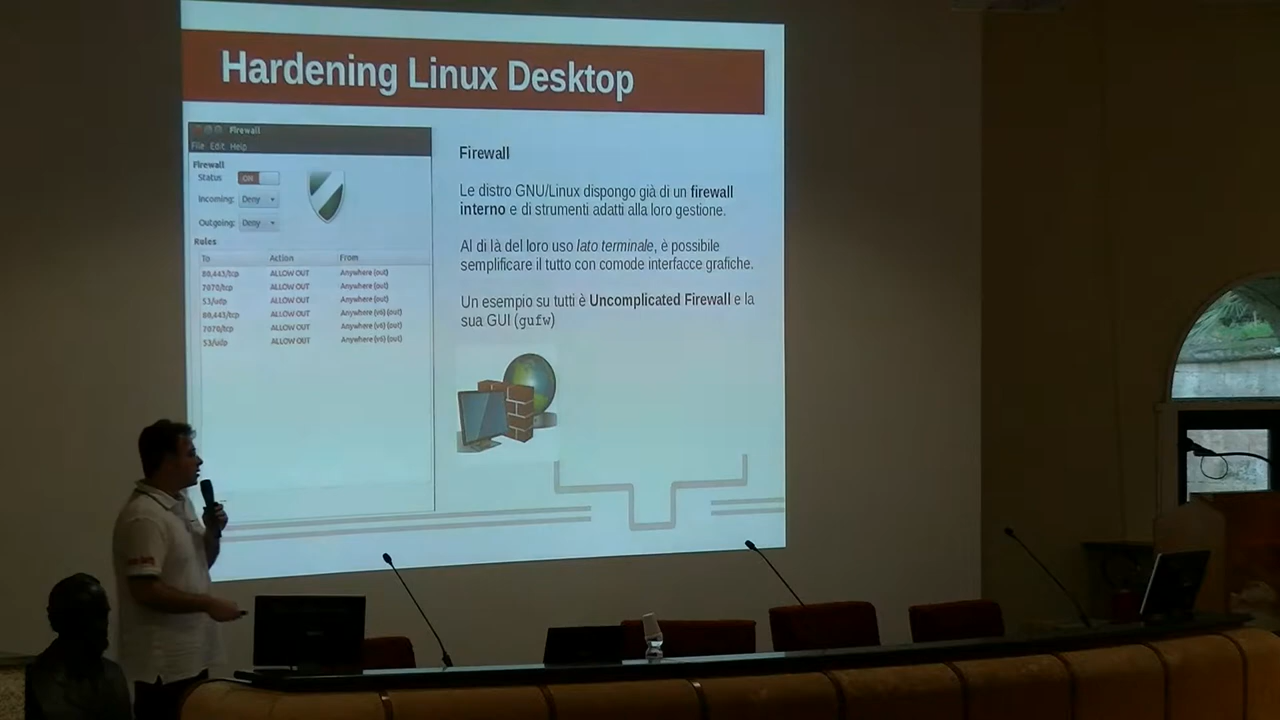 Hardening Linux Desktop
Firewall
File Edit Help
Firewall
Status ON
Incoming: Deny
Outgoing: Deny
Rules
To Action From
80,443/tcp ALLOW OUT Anywhere (out)
7070/tcp ALLOW OUT Anywhere (out)
53/udp ALLOW OUT Anywhere (out)
80,443/tcp ALLOW OUT Anywhere (v6) (out)
7070/tcp ALLOW OUT Anywhere (v6) (out)
53/udp ALLOW OUT Anywhere (v6) (out)
Firewall
Le distro GNU/Linux dispongo già di un firewall
interno e di strumenti adatti alla loro gestione.
Al di là del loro uso lato terminale, è possibile
semplificare il tutto con comode interfacce grafiche.
Un esempio su tutti è Uncomplicated Firewall e la
sua GUI (gufw)